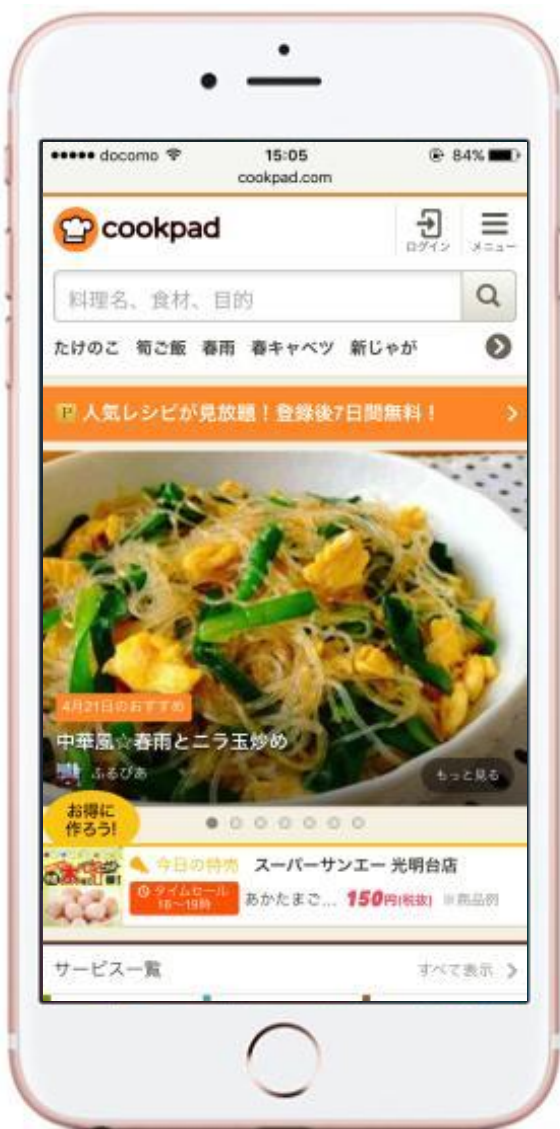 docomo 15:05 84%
cookpad.com
cookpad
ログイン メニュー
料理名、食材、目的
たけのこ 筍ご飯 春雨 春キャベツ 新じゃが
P 人気レシピが見放題！登録後7日間無料！
4月21日のおすすめ
中華風☆春雨とニラ玉炒め
ふるぴあ もっと見る
お得に
作ろう!
今日の特売 スーパーサンエー 光明台店
タイムセール
16〜19時
あかたまご... 150円(税抜) ※商品例
サービス一覧 すべて表示